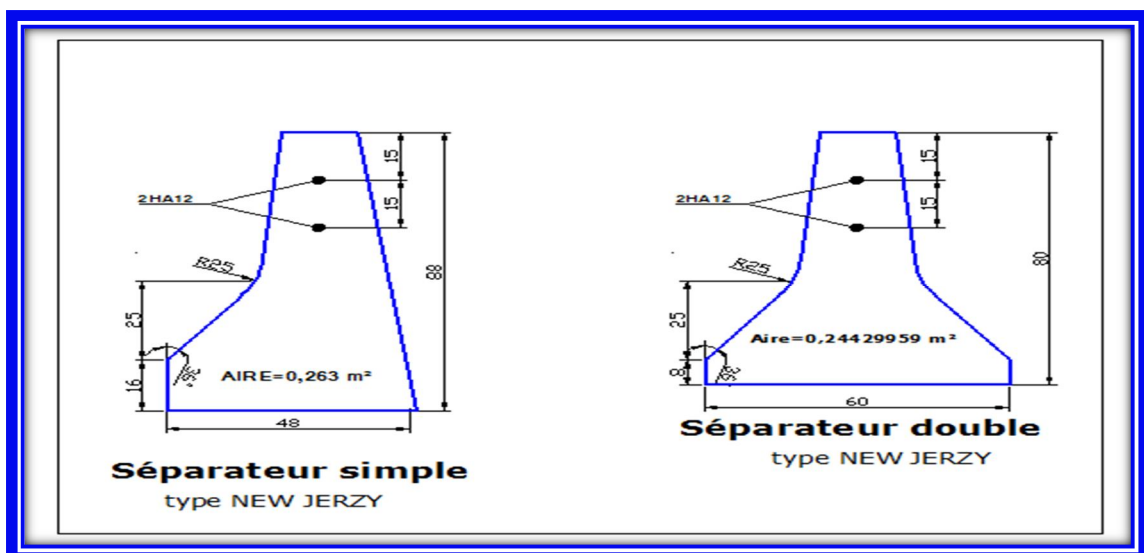 15
2HA12
15
R25
88
25
36°
AIRE=0,263 m²
16
48
Séparateur simple
type NEW JERZY
15
2HA12
15
R25
80
25
Aire=0,24429959 m²
8
36°
60
Séparateur double
type NEW JERZY